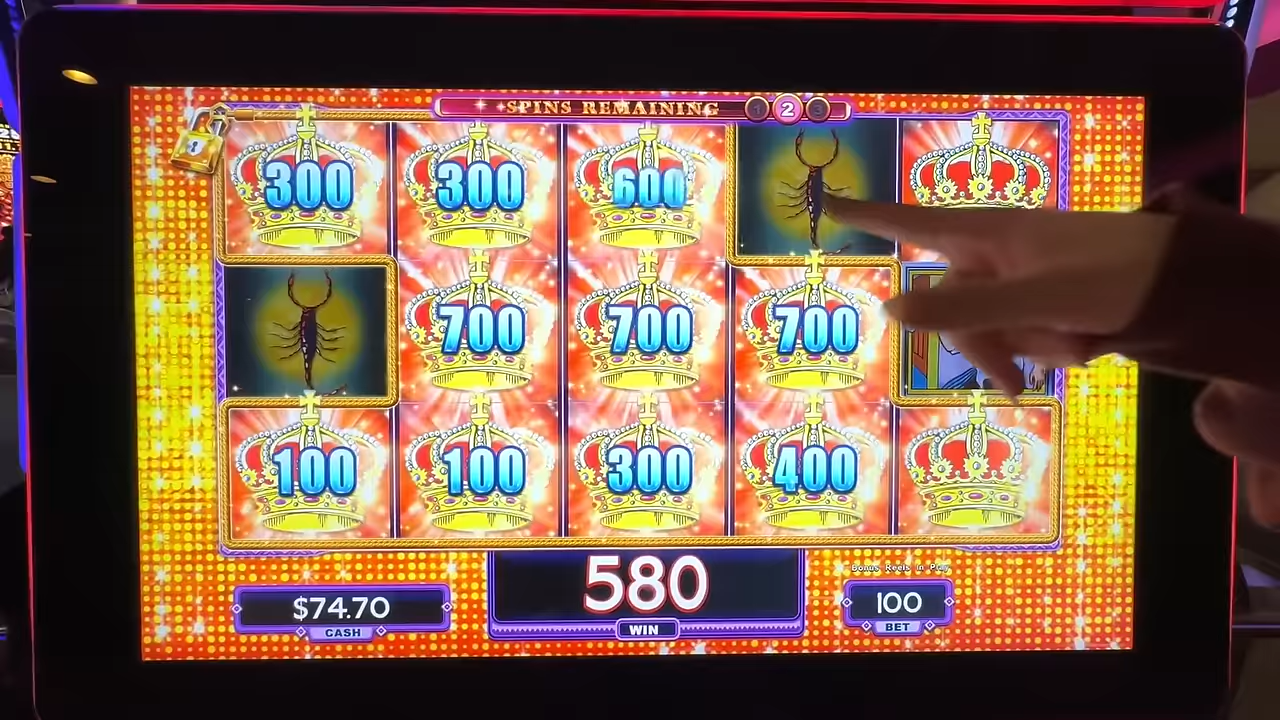 SPINS REMAINING 1 2 3
300 300 600
700 700 700
100 100 300 400
580
WIN
$74.70
CASH
Bonus Reels in Play
100
BET